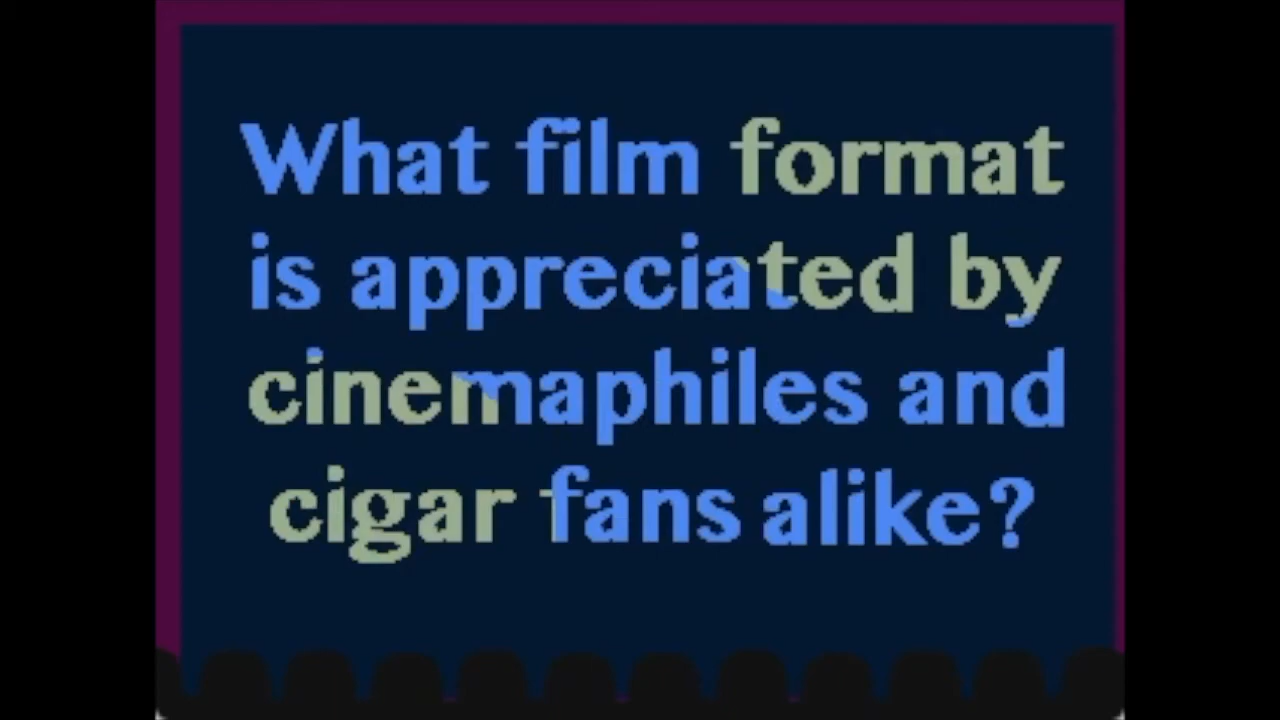 What film format
is appreciated by
cinemaphiles and
cigar fans alike?